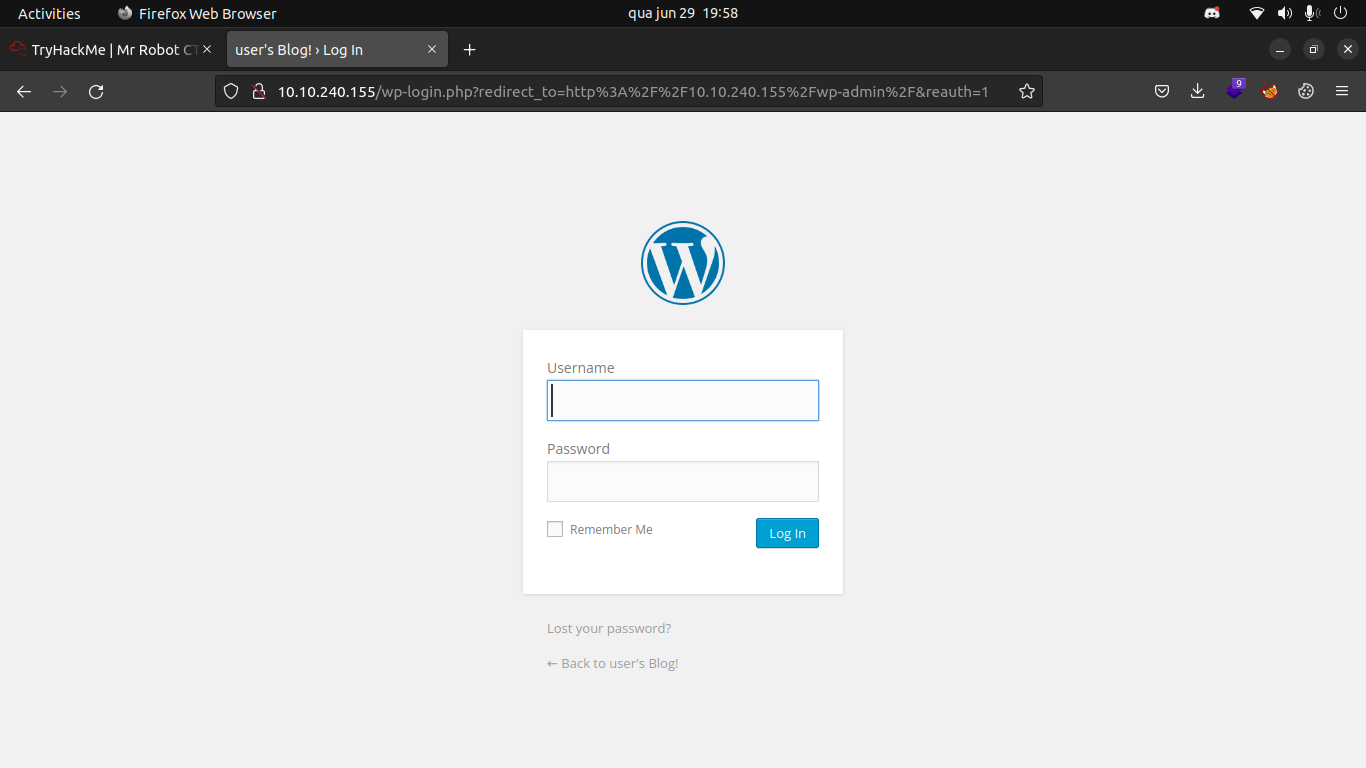 Activities Firefox Web Browser qua jun 29 19:58
TryHackMe | Mr Robot CT user's Blog! › Log In
10.10.240.155/wp-login.php?redirect_to=http%3A%2F%2F10.10.240.155%2Fwp-admin%2F&reauth=1 9
Username
Password
Remember Me Log In
Lost your password?
← Back to user's Blog!